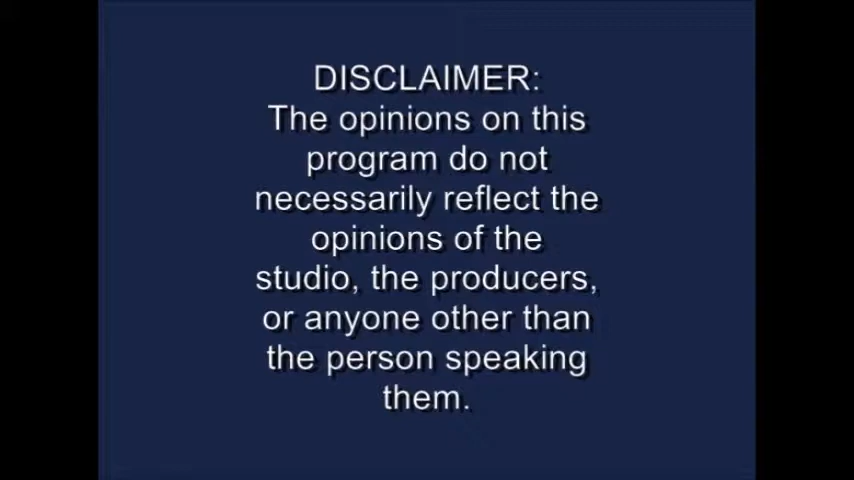 DISCLAIMER:
The opinions on this
program do not
necessarily reflect the
opinions of the
studio, the producers,
or anyone other than
the person speaking
them.